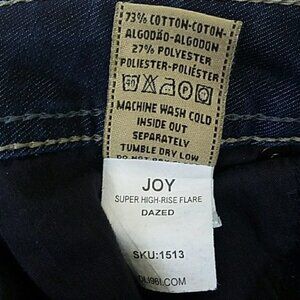 73% COTTON-COTON-
ALGODÃO-ALGODON
27% POLYESTER
POLIESTER-POLIÉSTER
MACHINE WASH COLD
INSIDE OUT
SEPARATELY
TUMBLE DRY LOW
JOY
SUPER HIGH-RISE FLARE
DAZED
SKU:1513